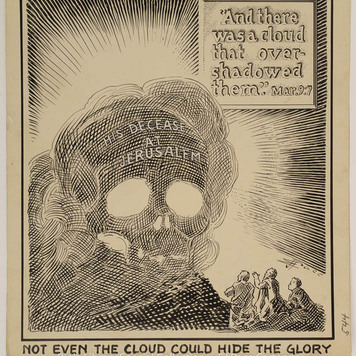 "And there
was a cloud
that over-
shadowed
them". Mar. 9:7
HIS DECEASE
AT
JERUSALEM
NOT EVEN THE CLOUD COULD HIDE THE GLORY
544